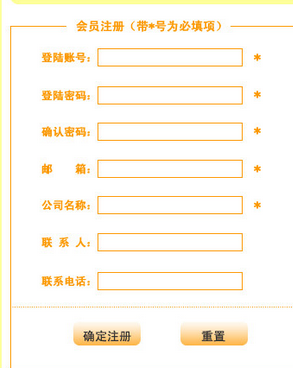 会员注册（带*号为必填项）
登陆账号： *
登陆密码： *
确认密码： *
邮　　箱： *
公司名称： *
联 系 人：
联系电话：
确定注册　　重置